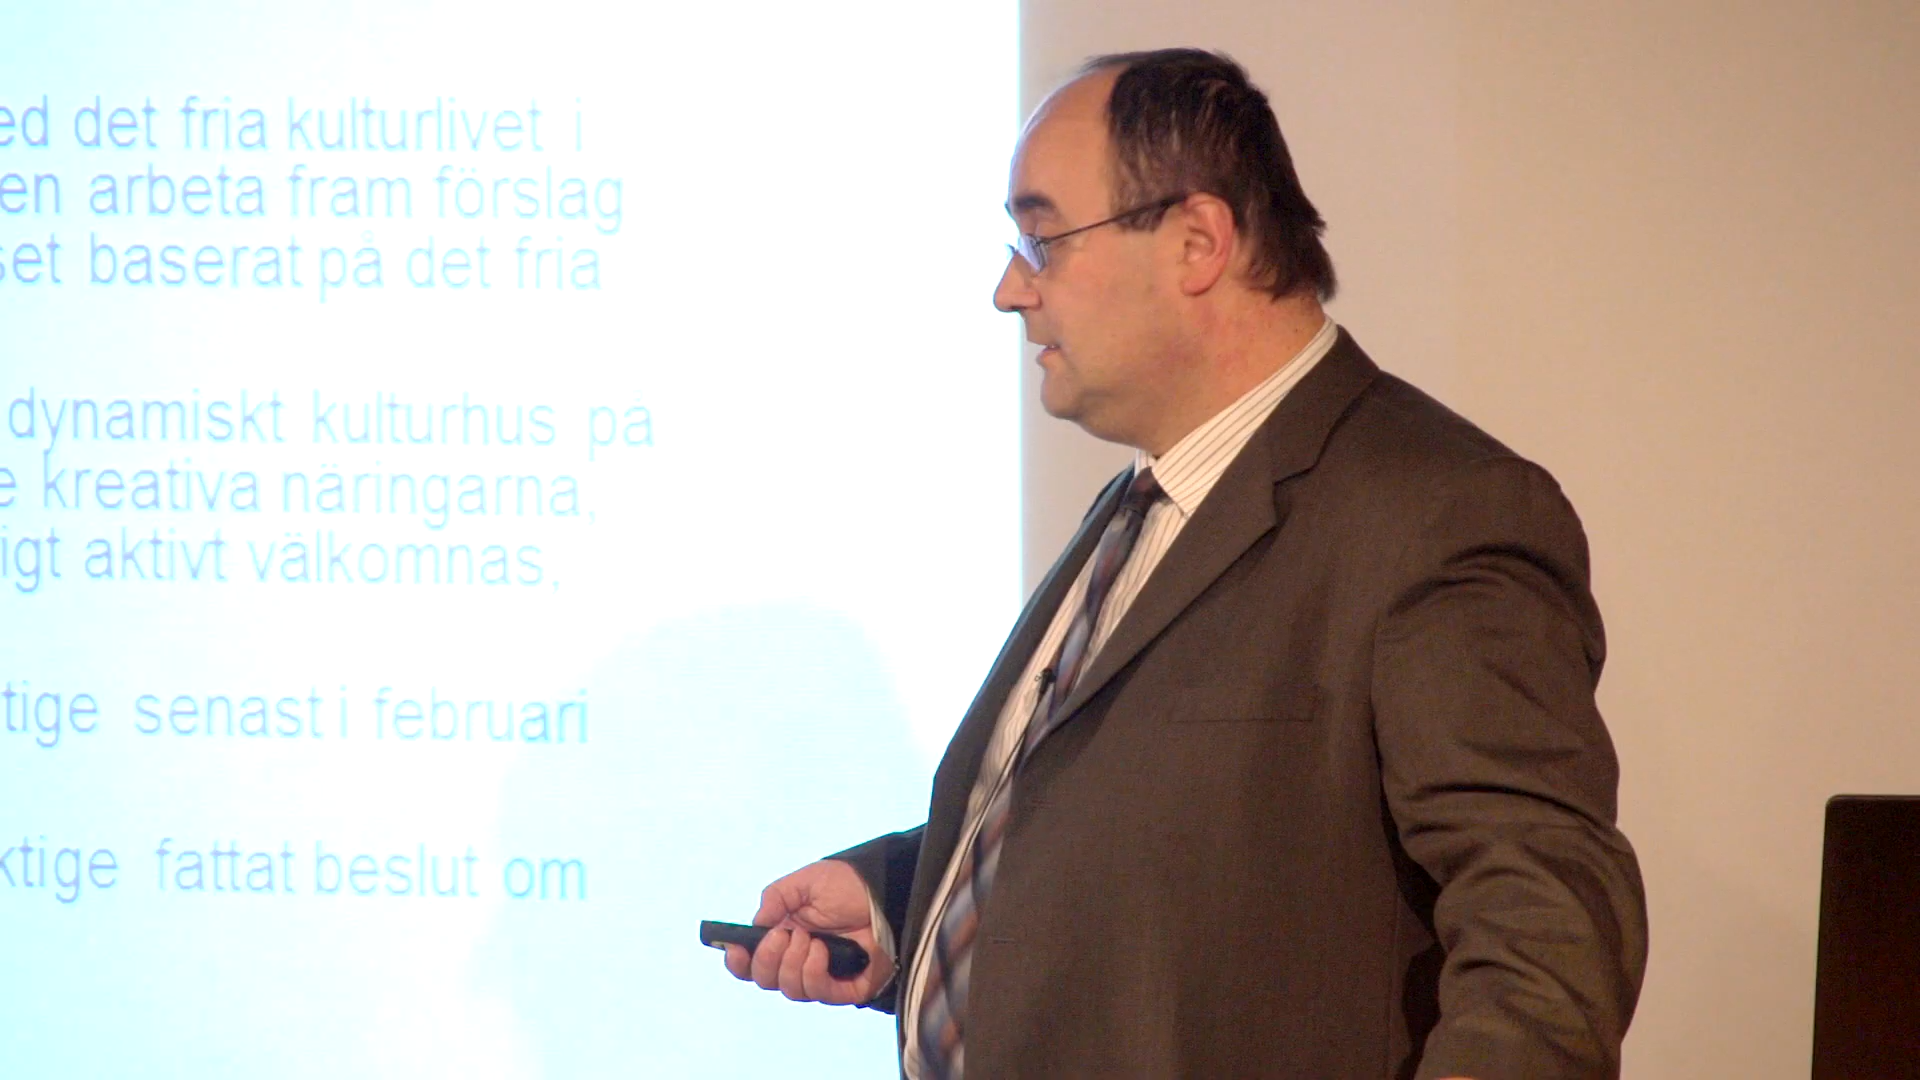 ed det fria kulturlivet i
en arbeta fram förslag
set baserat på det fria
dynamiskt kulturhus på
e kreativa näringarna,
igt aktivt välkomnas,
tige senast i februari
ktige fattat beslut om